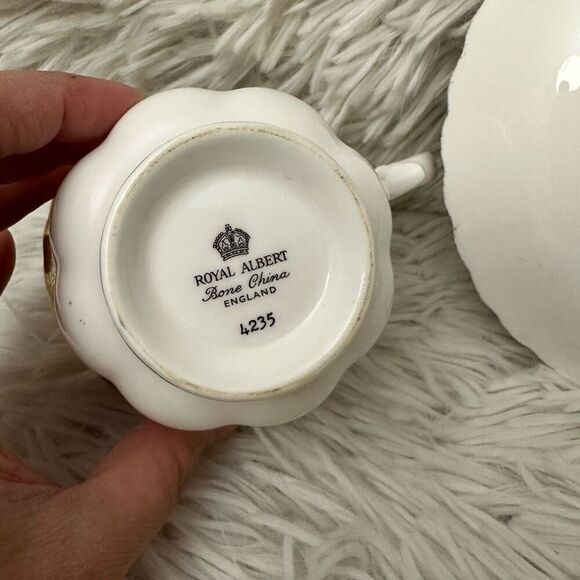 ROYAL ALBERT
Bone China
ENGLAND
4235